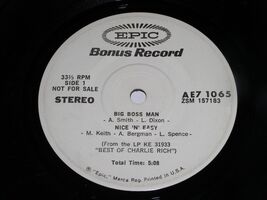 EPIC
Bonus Record
33⅓ RPM
SIDE 1
NOT FOR SALE
STEREO
AE7 1065
ZSM 157183
BIG BOSS MAN
- A. Smith - L. Dixon -
NICE 'N' EASY
- M. Keith - A. Bergman - L. Spence -
(From the LP KE 31933
"BEST OF CHARLIE RICH")
Total Time: 5:08
® "Epic," Marca Reg. Printed in U.S.A.